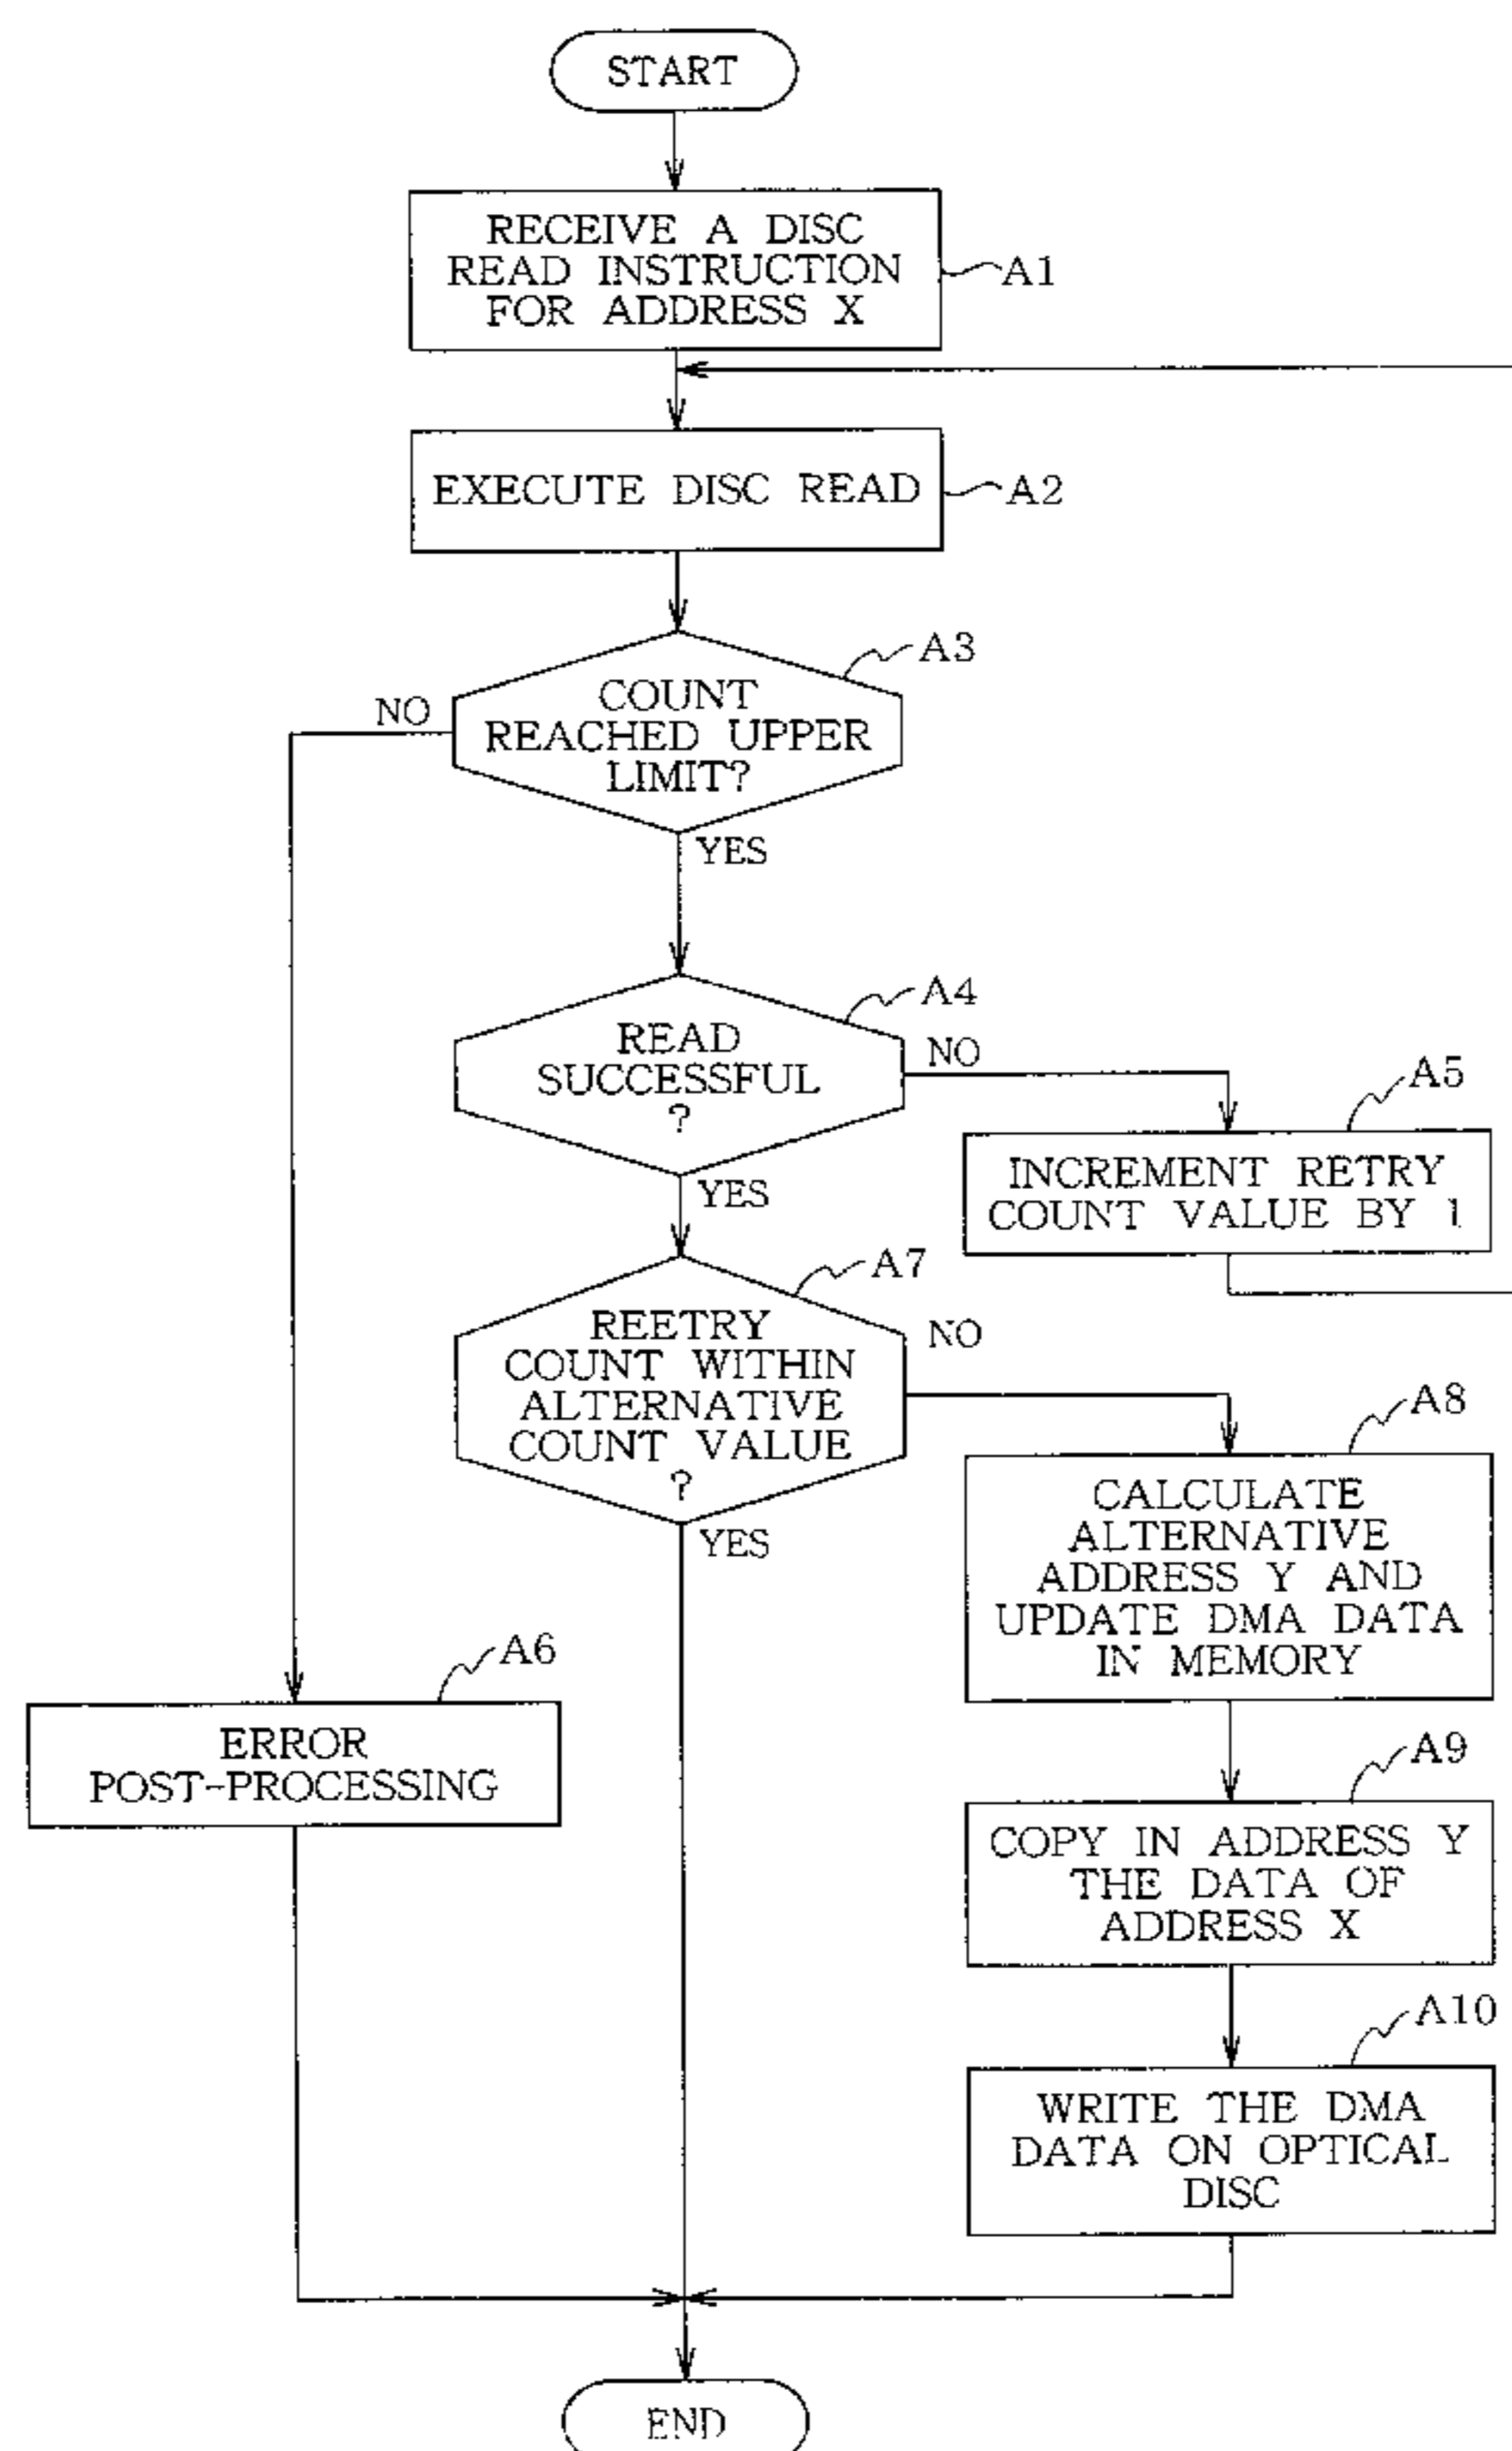 START
RECEIVE A DISC
READ INSTRUCTION
FOR ADDRESS X
A1
EXECUTE DISC READ
A2
A3
COUNT
REACHED UPPER
LIMIT?
NO
YES
A4
READ
SUCCESSFUL
?
NO
YES
A5
INCREMENT RETRY
COUNT VALUE BY 1
A7
REETRY
COUNT WITHIN
ALTERNATIVE
COUNT VALUE
?
NO
YES
A8
CALCULATE
ALTERNATIVE
ADDRESS Y AND
UPDATE DMA DATA
IN MEMORY
A6
ERROR
POST-PROCESSING
A9
COPY IN ADDRESS Y
THE DATA OF
ADDRESS X
A10
WRITE THE DMA
DATA ON OPTICAL
DISC
END